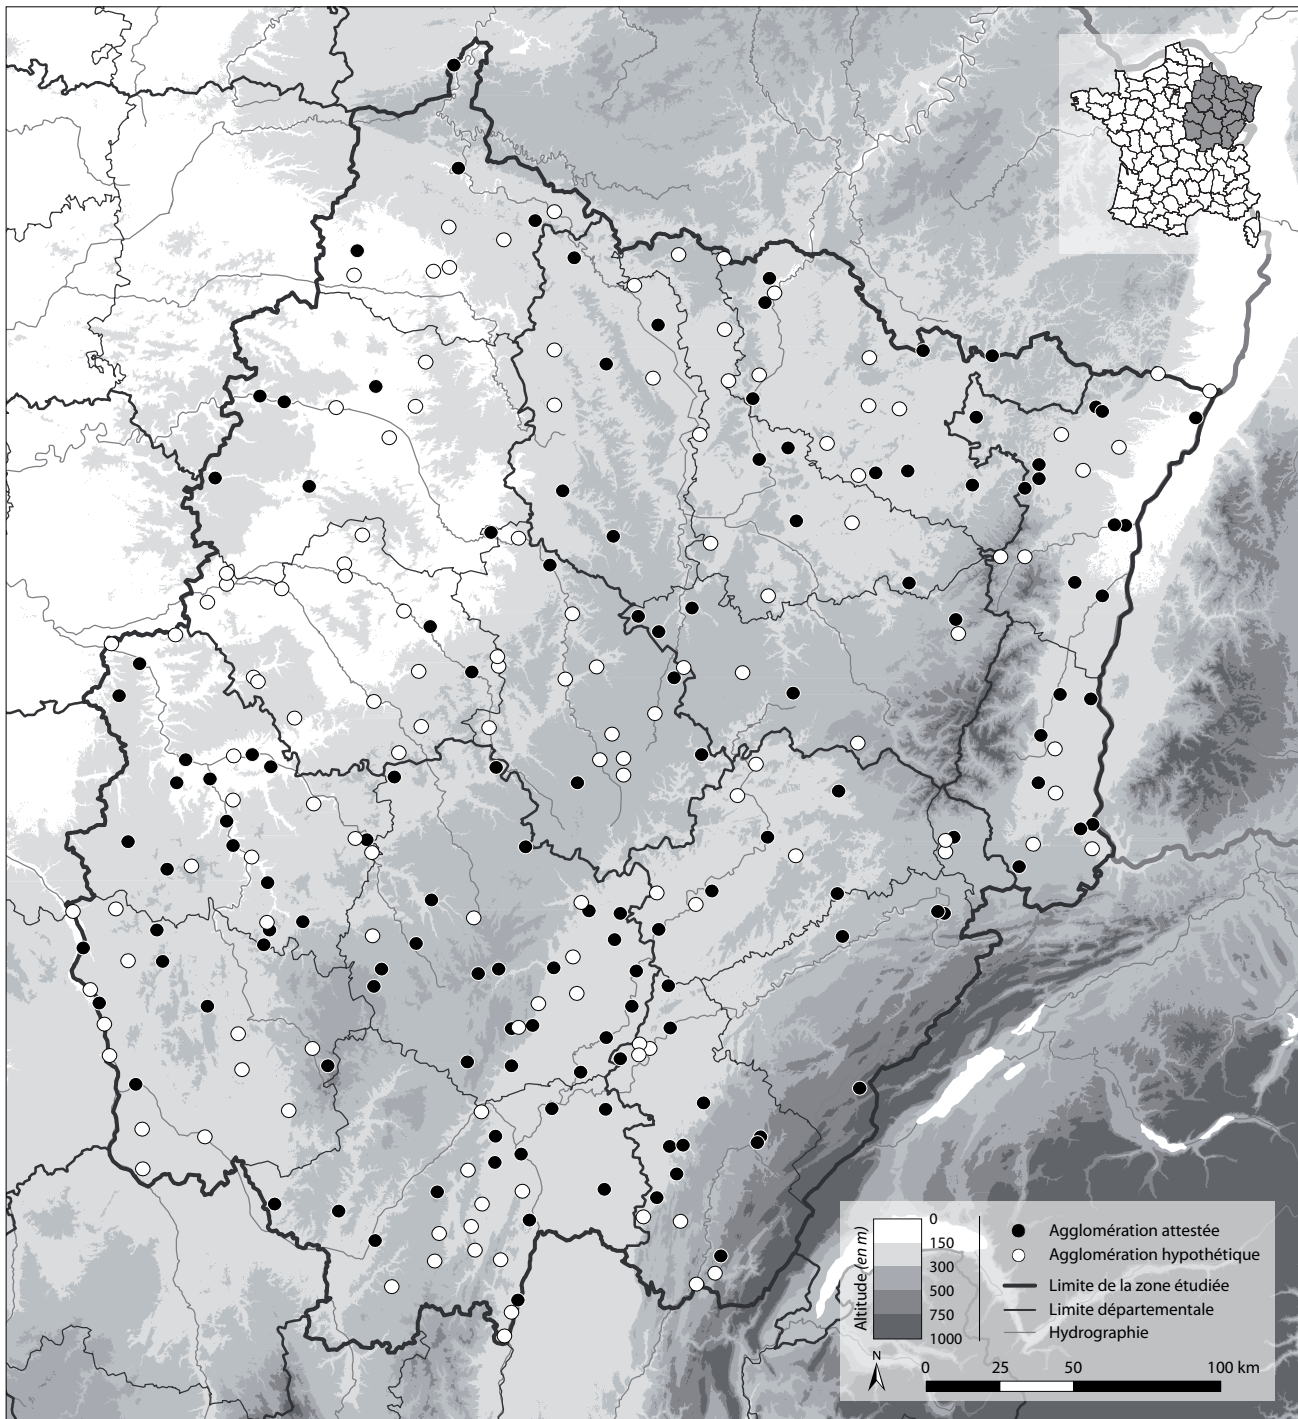 Altitude (en m)
0
150
300
500
750
1000
Agglomération attestée
Agglomération hypothétique
Limite de la zone étudiée
Limite départementale
Hydrographie
N
0 25 50 100 km